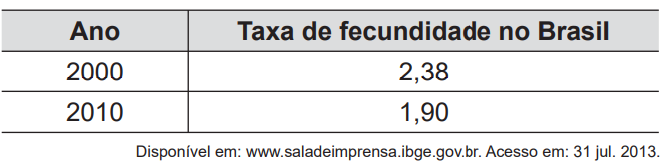 Ano Taxa de fecundidade no Brasil
2000 2,38
2010 1,90
Disponível em: www.saladeimprensa.ibge.gov.br. Acesso em: 31 jul. 2013.